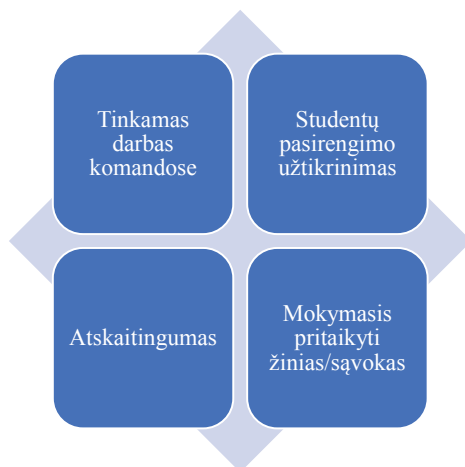 Tinkamas
darbas
komandose
Studentų
pasirengimo
užtikrinimas
Atskaitingumas
Mokymasis
pritaikyti
žinias/sąvokas